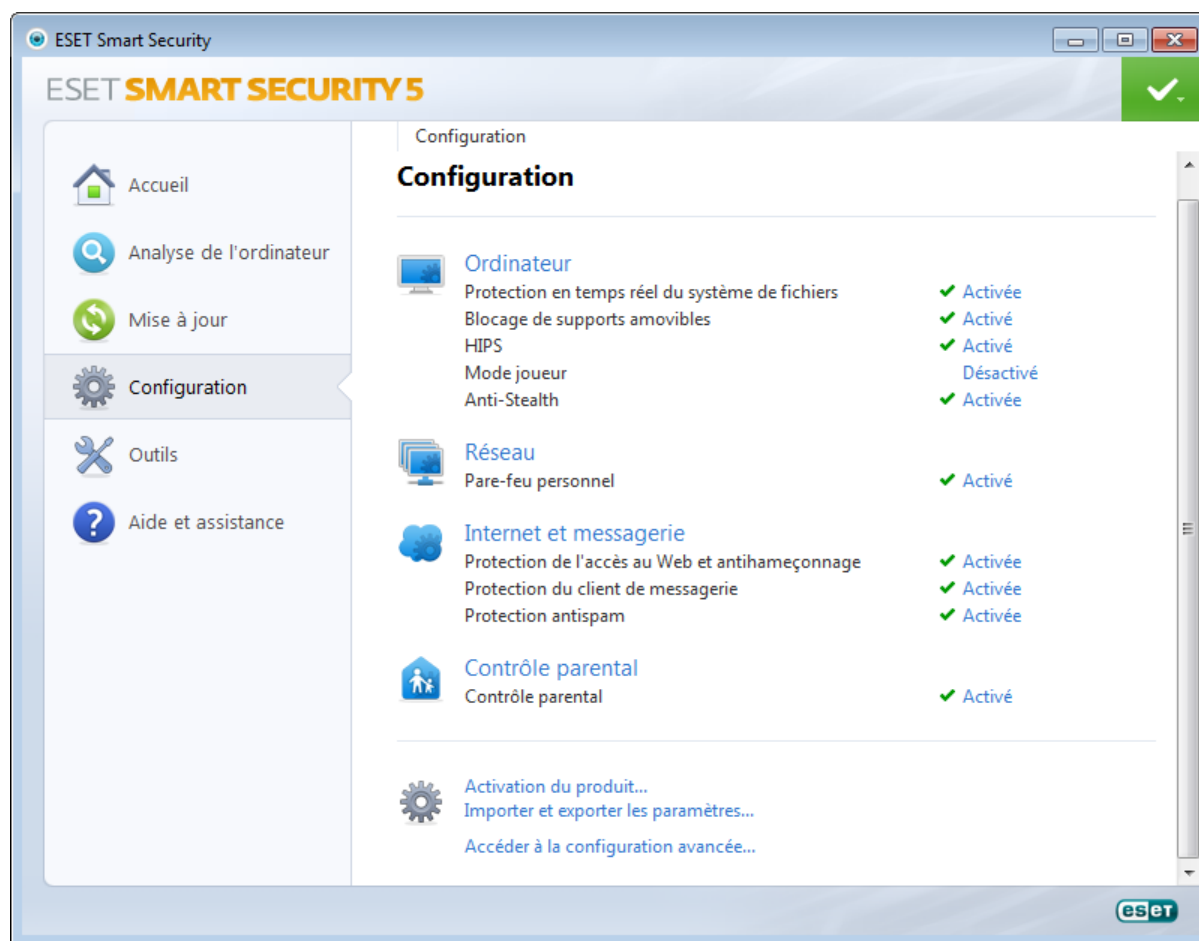 ESET Smart Security
ESET SMART SECURITY 5
Accueil
Analyse de l'ordinateur
Mise à jour
Configuration
Outils
Aide et assistance
Configuration
Configuration
Ordinateur
Protection en temps réel du système de fichiers Activée
Blocage de supports amovibles Activé
HIPS Activé
Mode joueur Désactivé
Anti-Stealth Activée
Réseau
Pare-feu personnel Activé
Internet et messagerie
Protection de l'accès au Web et antihameçonnage Activée
Protection du client de messagerie Activée
Protection antispam Activée
Contrôle parental
Contrôle parental Activé
Activation du produit...
Importer et exporter les paramètres...
Accéder à la configuration avancée...
eseT